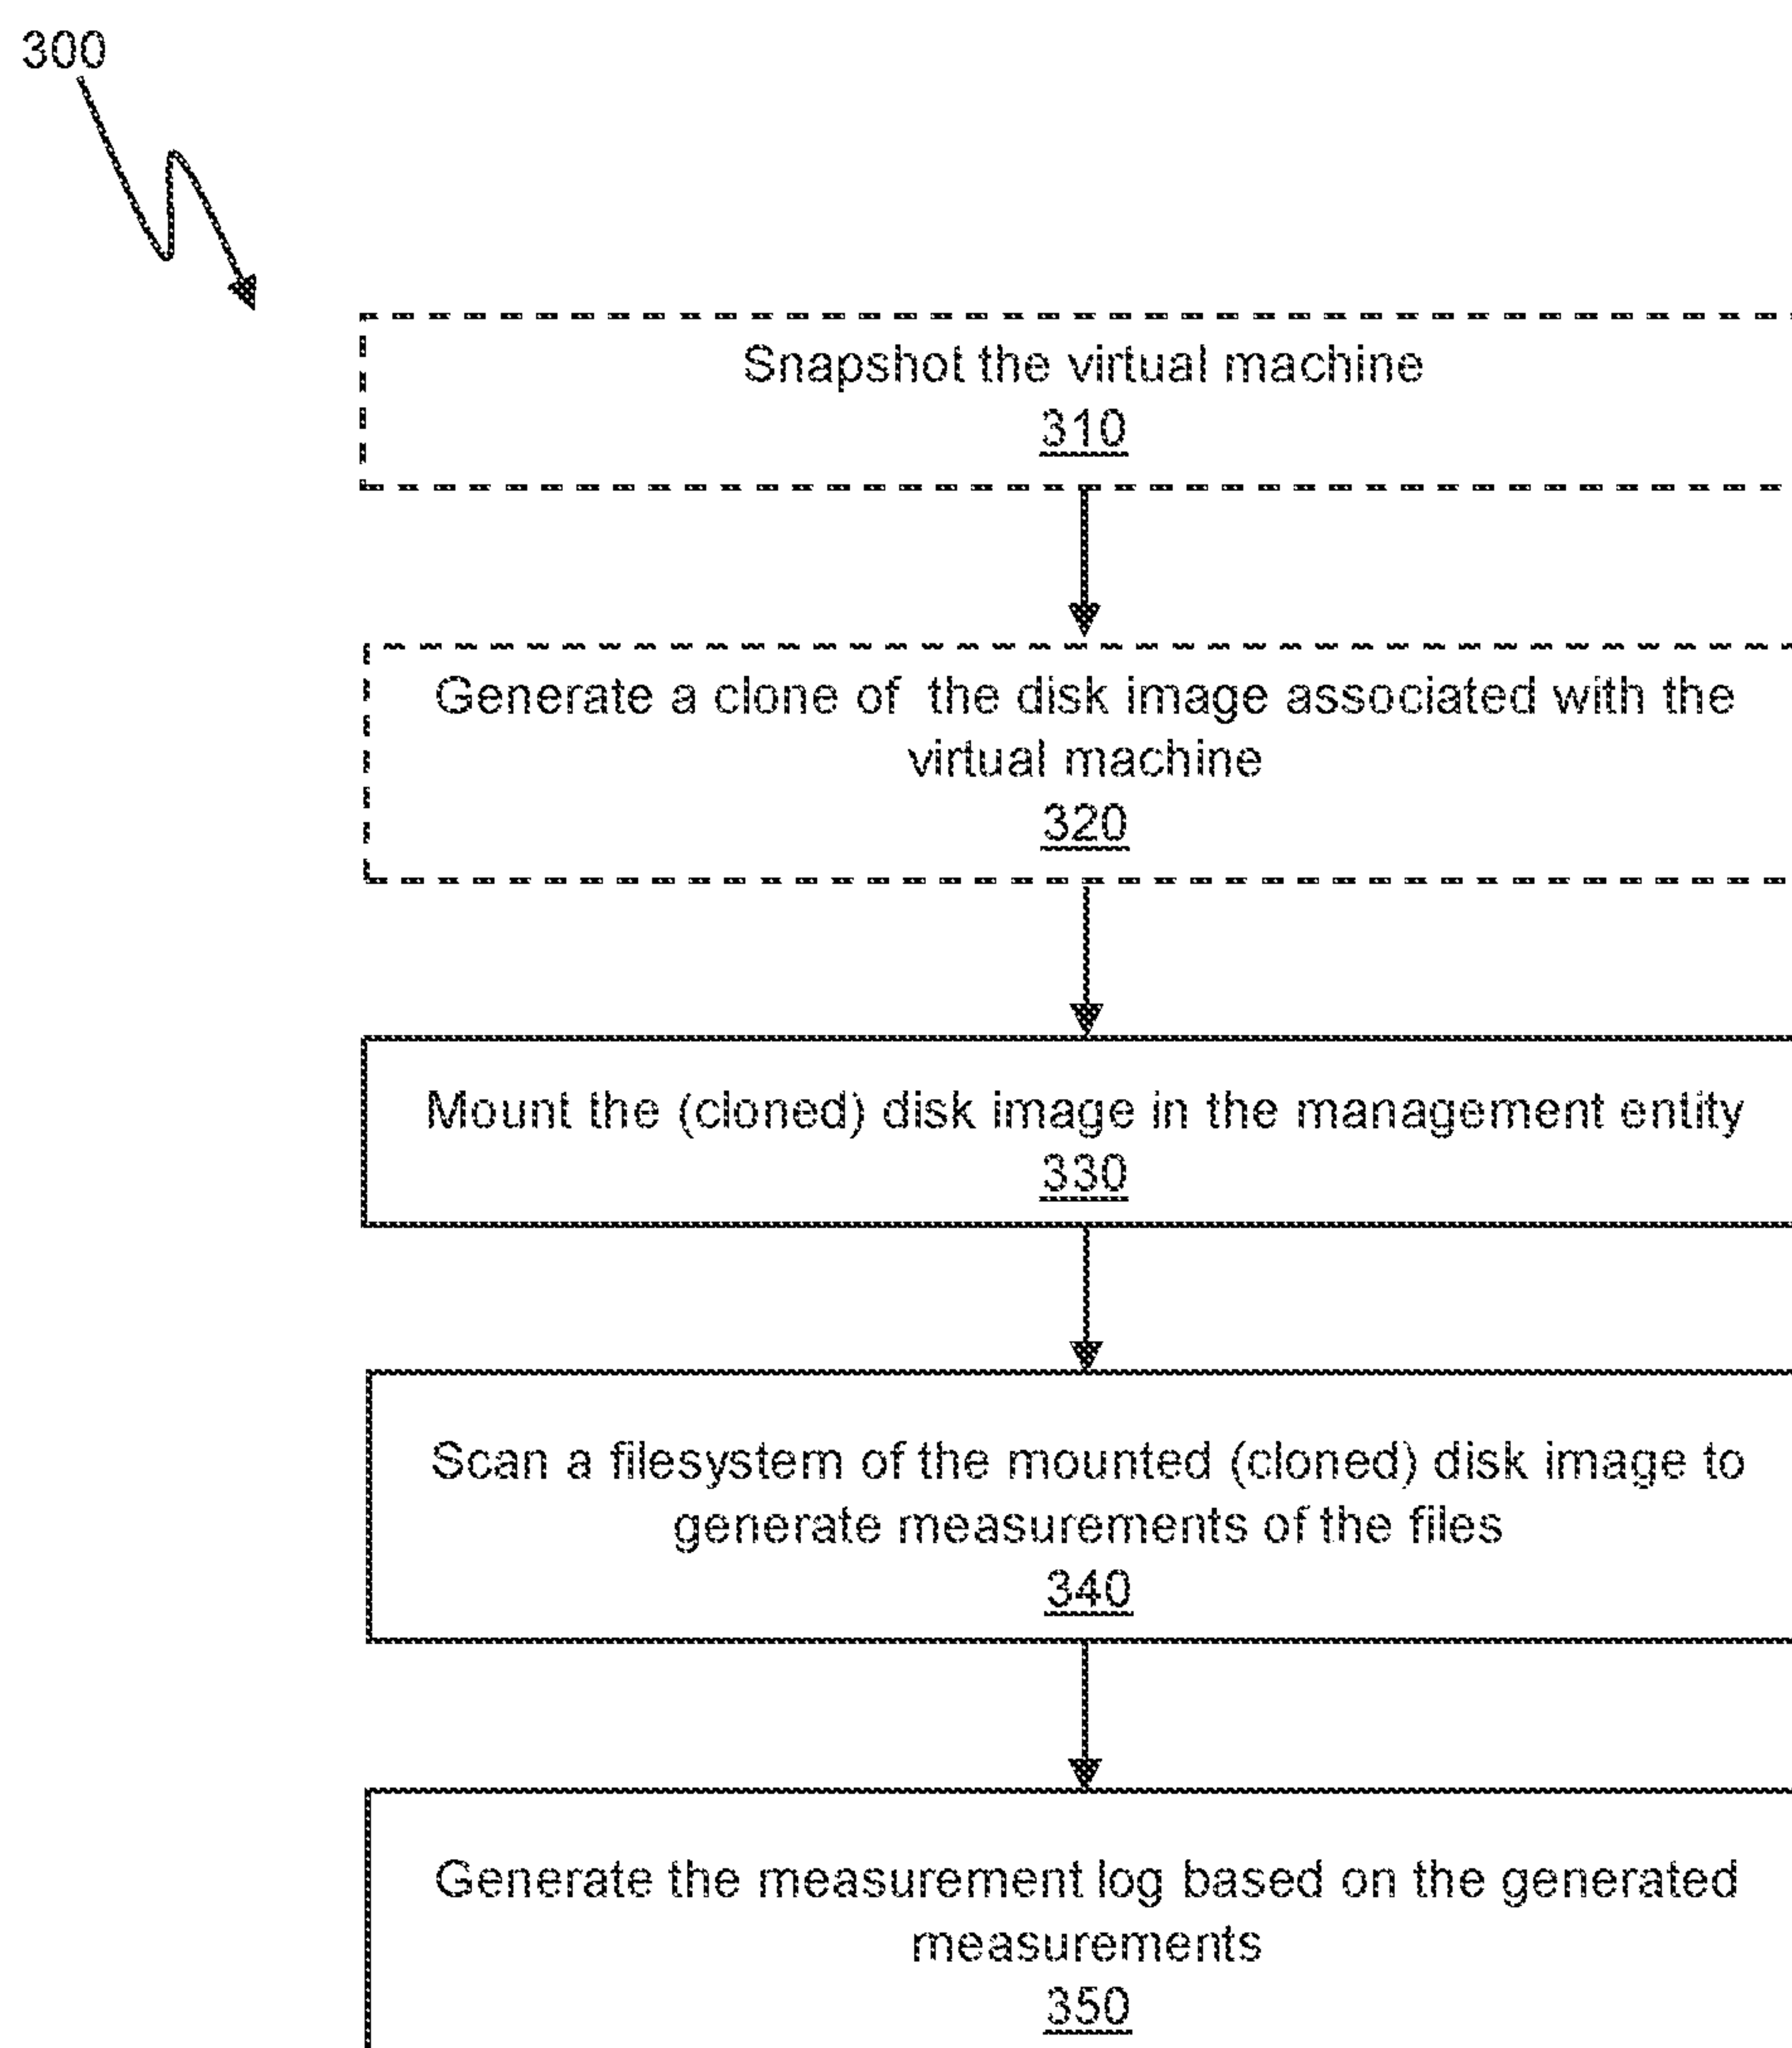 300
Snapshot the virtual machine
310
Generate a clone of the disk image associated with the
virtual machine
320
Mount the (cloned) disk image in the management entity
330
Scan a filesystem of the mounted (cloned) disk image to
generate measurements of the files
340
Generate the measurement log based on the generated
measurements
350